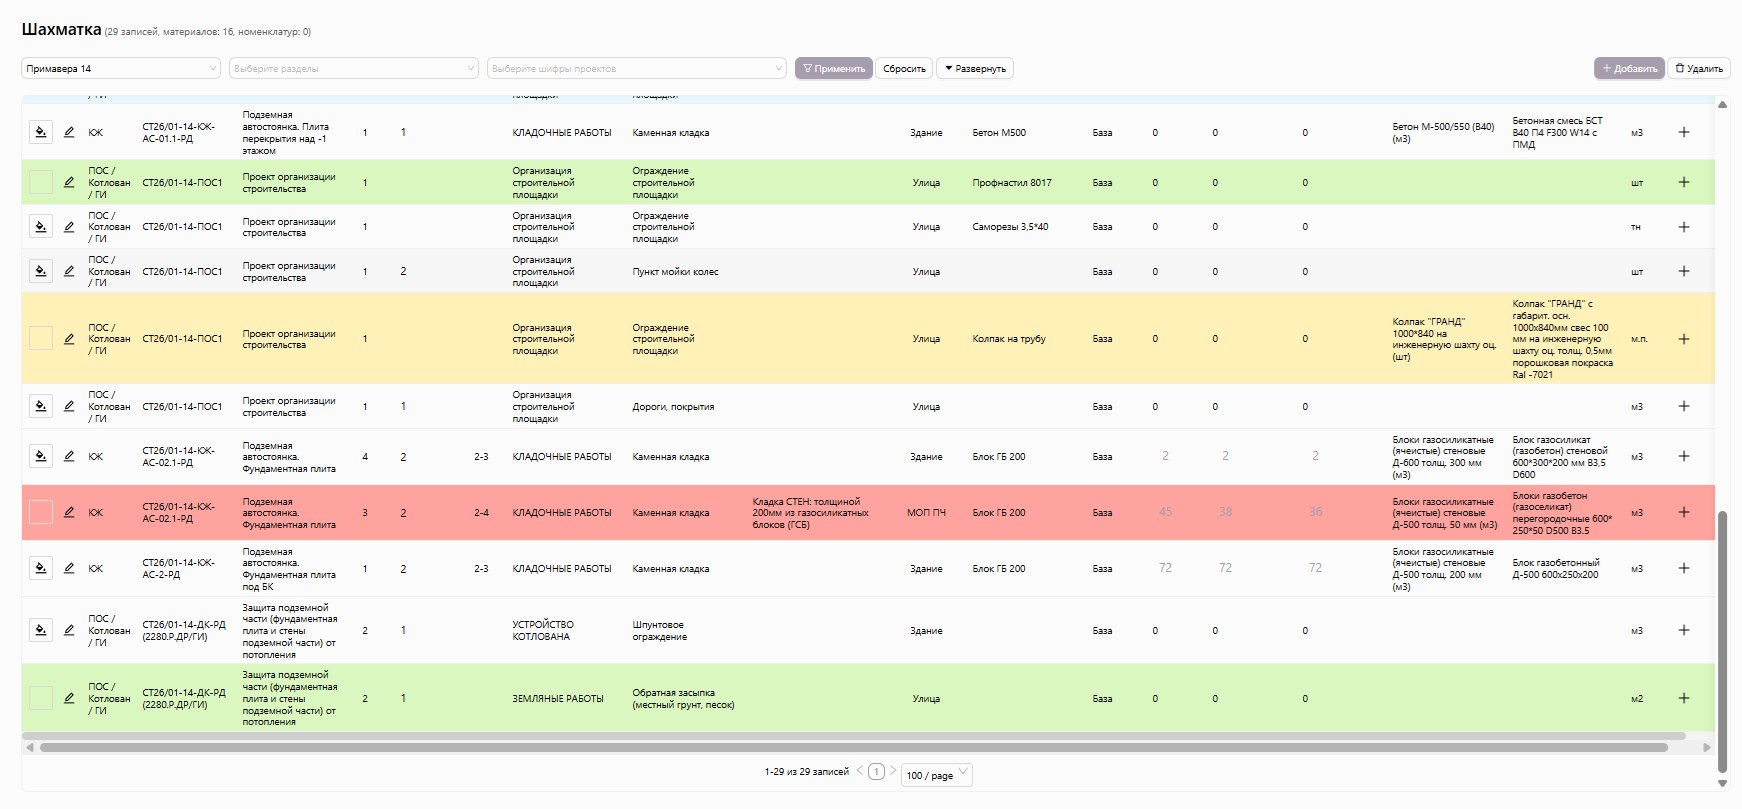 Шахматка (29 записей, материалов: 16, номенклатур: 0)
Примавера 14 Выберите разделы Выберите шифры проектов Применить Сбросить Развернуть Добавить Удалить
/ ГИ площадки площадки
КЖ СТ26/01-14-КЖ-АС-01.1-РД Подземная автостоянка. Плита перекрытия над -1 этажом 1 1 КЛАДОЧНЫЕ РАБОТЫ Каменная кладка Здание Бетон М500 База 0 0 0 Бетон М-500/550 (В40) (м3) Бетонная смесь БСТ В40 П4 F300 W14 с ПМД м3
ПОС / Котлован / ГИ СТ26/01-14-ПОС1 Проект организации строительства 1 Организация строительной площадки Ограждение строительной площадки Улица Профнастил 8017 База 0 0 0 шт
ПОС / Котлован / ГИ СТ26/01-14-ПОС1 Проект организации строительства 1 Организация строительной площадки Ограждение строительной площадки Улица Саморезы 3,5*40 База 0 0 0 тн
ПОС / Котлован / ГИ СТ26/01-14-ПОС1 Проект организации строительства 1 2 Организация строительной площадки Пункт мойки колес Улица База 0 0 0 шт
ПОС / Котлован / ГИ СТ26/01-14-ПОС1 Проект организации строительства 1 Организация строительной площадки Ограждение строительной площадки Улица Колпак на трубу База 0 0 0 Колпак "ГРАНД" 1000*840 на инженерную шахту оц. (шт) Колпак "ГРАНД" с габарит. осн. 1000х840мм свес 100 мм на инженерную шахту оц. толщ. 0,5мм порошковая покраска Ral -7021 м.п.
ПОС / Котлован / ГИ СТ26/01-14-ПОС1 Проект организации строительства 1 1 Организация строительной площадки Дороги, покрытия Улица База 0 0 0 м3
КЖ СТ26/01-14-КЖ-АС-02.1-РД Подземная автостоянка. Фундаментная плита 4 2 2-3 КЛАДОЧНЫЕ РАБОТЫ Каменная кладка Здание Блок ГБ 200 База 2 2 2 Блоки газосиликатные (ячеистые) стеновые Д-600 толщ. 300 мм (м3) Блок газосиликат (газобетон) стеновой 600*300*200 мм В3,5 D600 м3
КЖ СТ26/01-14-КЖ-АС-02.1-РД Подземная автостоянка. Фундаментная плита 3 2 2-4 КЛАДОЧНЫЕ РАБОТЫ Каменная кладка Кладка СТЕН: толщиной 200мм из газосиликатных блоков (ГСБ) МОП ПЧ Блок ГБ 200 База 45 38 36 Блоки газосиликатные (ячеистые) стеновые Д-500 толщ. 50 мм (м3) Блоки газобетон (газоселикат) перегородочные 600*250*50 D500 В3.5 м3
КЖ СТ26/01-14-КЖ-АС-2-РД Подземная автостоянка. Фундаментная плита под БК 1 2 2-3 КЛАДОЧНЫЕ РАБОТЫ Каменная кладка Здание Блок ГБ 200 База 72 72 72 Блоки газосиликатные (ячеистые) стеновые Д-500 толщ. 200 мм (м3) Блок газобетонный Д-500 600х250х200 м3
ПОС / Котлован / ГИ СТ26/01-14-ДК-РД (2280.Р.ДР/ГИ) Защита подземной части (фундаментная плита и стены подземной части) от потопления 2 1 УСТРОЙСТВО КОТЛОВАНА Шпунтовое ограждение Здание База 0 0 0 м3
ПОС / Котлован / ГИ СТ26/01-14-ДК-РД (2280.Р.ДР/ГИ) Защита подземной части (фундаментная плита и стены подземной части) от потопления 2 1 ЗЕМЛЯНЫЕ РАБОТЫ Обратная засыпка (местный грунт, песок) Улица База 0 0 0 м2
1-29 из 29 записей 1 100 / page